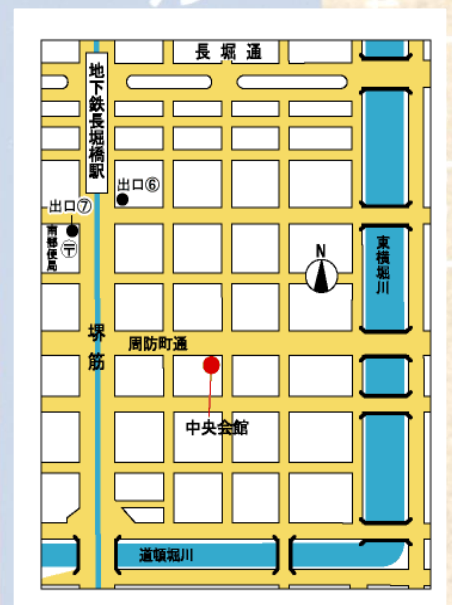 長堀通
地下鉄長堀橋駅
出口⑥
出口⑦
南郵便局
〒
N
東横堀川
堺筋
周防町通
中央会館
道頓堀川